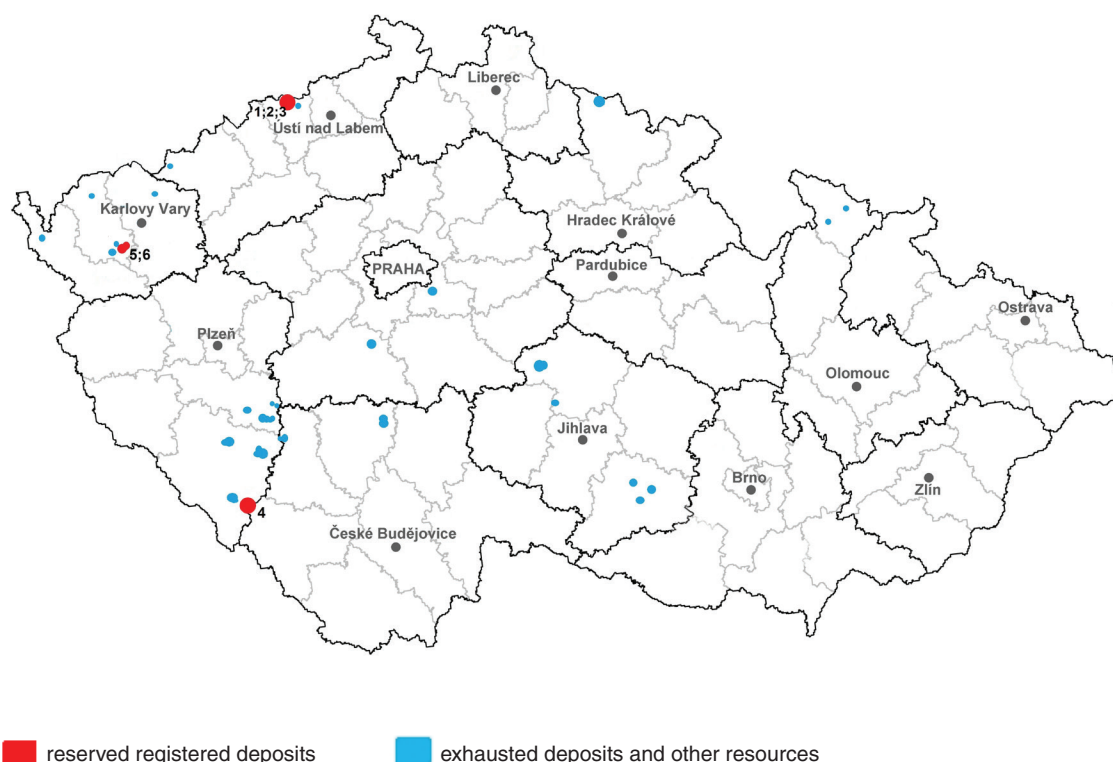 Liberec
1;2;3
Ústí nad Labem
Karlovy Vary
Hradec Králové
5;6
PRAHA
Pardubice
Ostrava
Plzeň
Olomouc
Jihlava
Brno
Zlín
4
České Budějovice
reserved registered deposits
exhausted deposits and other resources